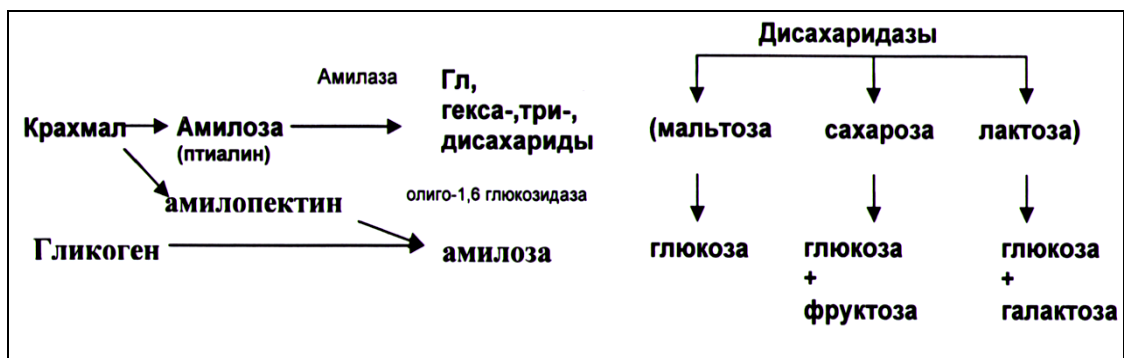 Дисахаридазы
Амилаза
Гл,
гекса-,три-,
дисахариды
Крахмал
Амилоза
(птиалин)
(мальтоза
сахароза
лактоза)
амилопектин
олиго-1,6 глюкозидаза
Гликоген
амилоза
глюкоза
глюкоза
+
фруктоза
глюкоза
+
галактоза